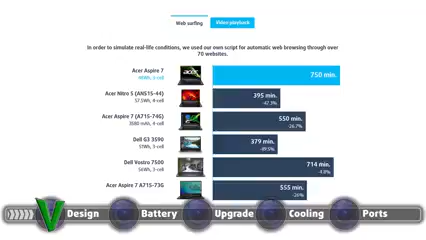 Web surfing Video playback
In order to simulate real-life conditions, we used our own script for automatic web browsing through over
70 websites.
Acer Aspire 7 750 min.
48Wh, 3-cell
Acer Nitro 5 (AN515-44) 395 min.
57.5Wh, 4-cell -47.3%
Acer Aspire 7 (A715-74G) 550 min.
3580 mAh, 4-cell -26.7%
Dell G3 3590 379 min.
51Wh, 3-cell -49.5%
Dell Vostro 7500 714 min.
56Wh, 3-cell -4.8%
Acer Aspire 7 A715-73G 555 min.
-26%
V Design Battery Upgrade Cooling Ports